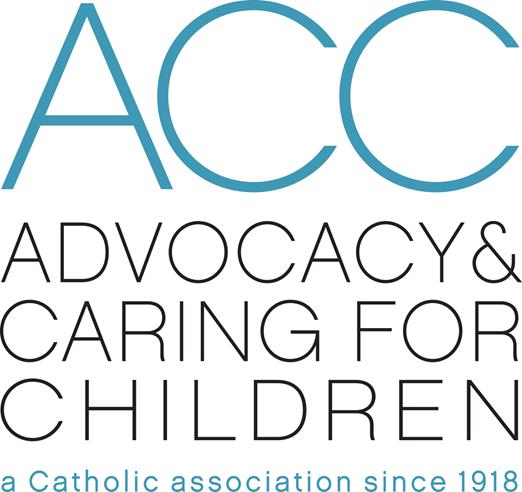 ACC
ADVOCACY &
CARING FOR
CHILDREN
a Catholic association since 1918